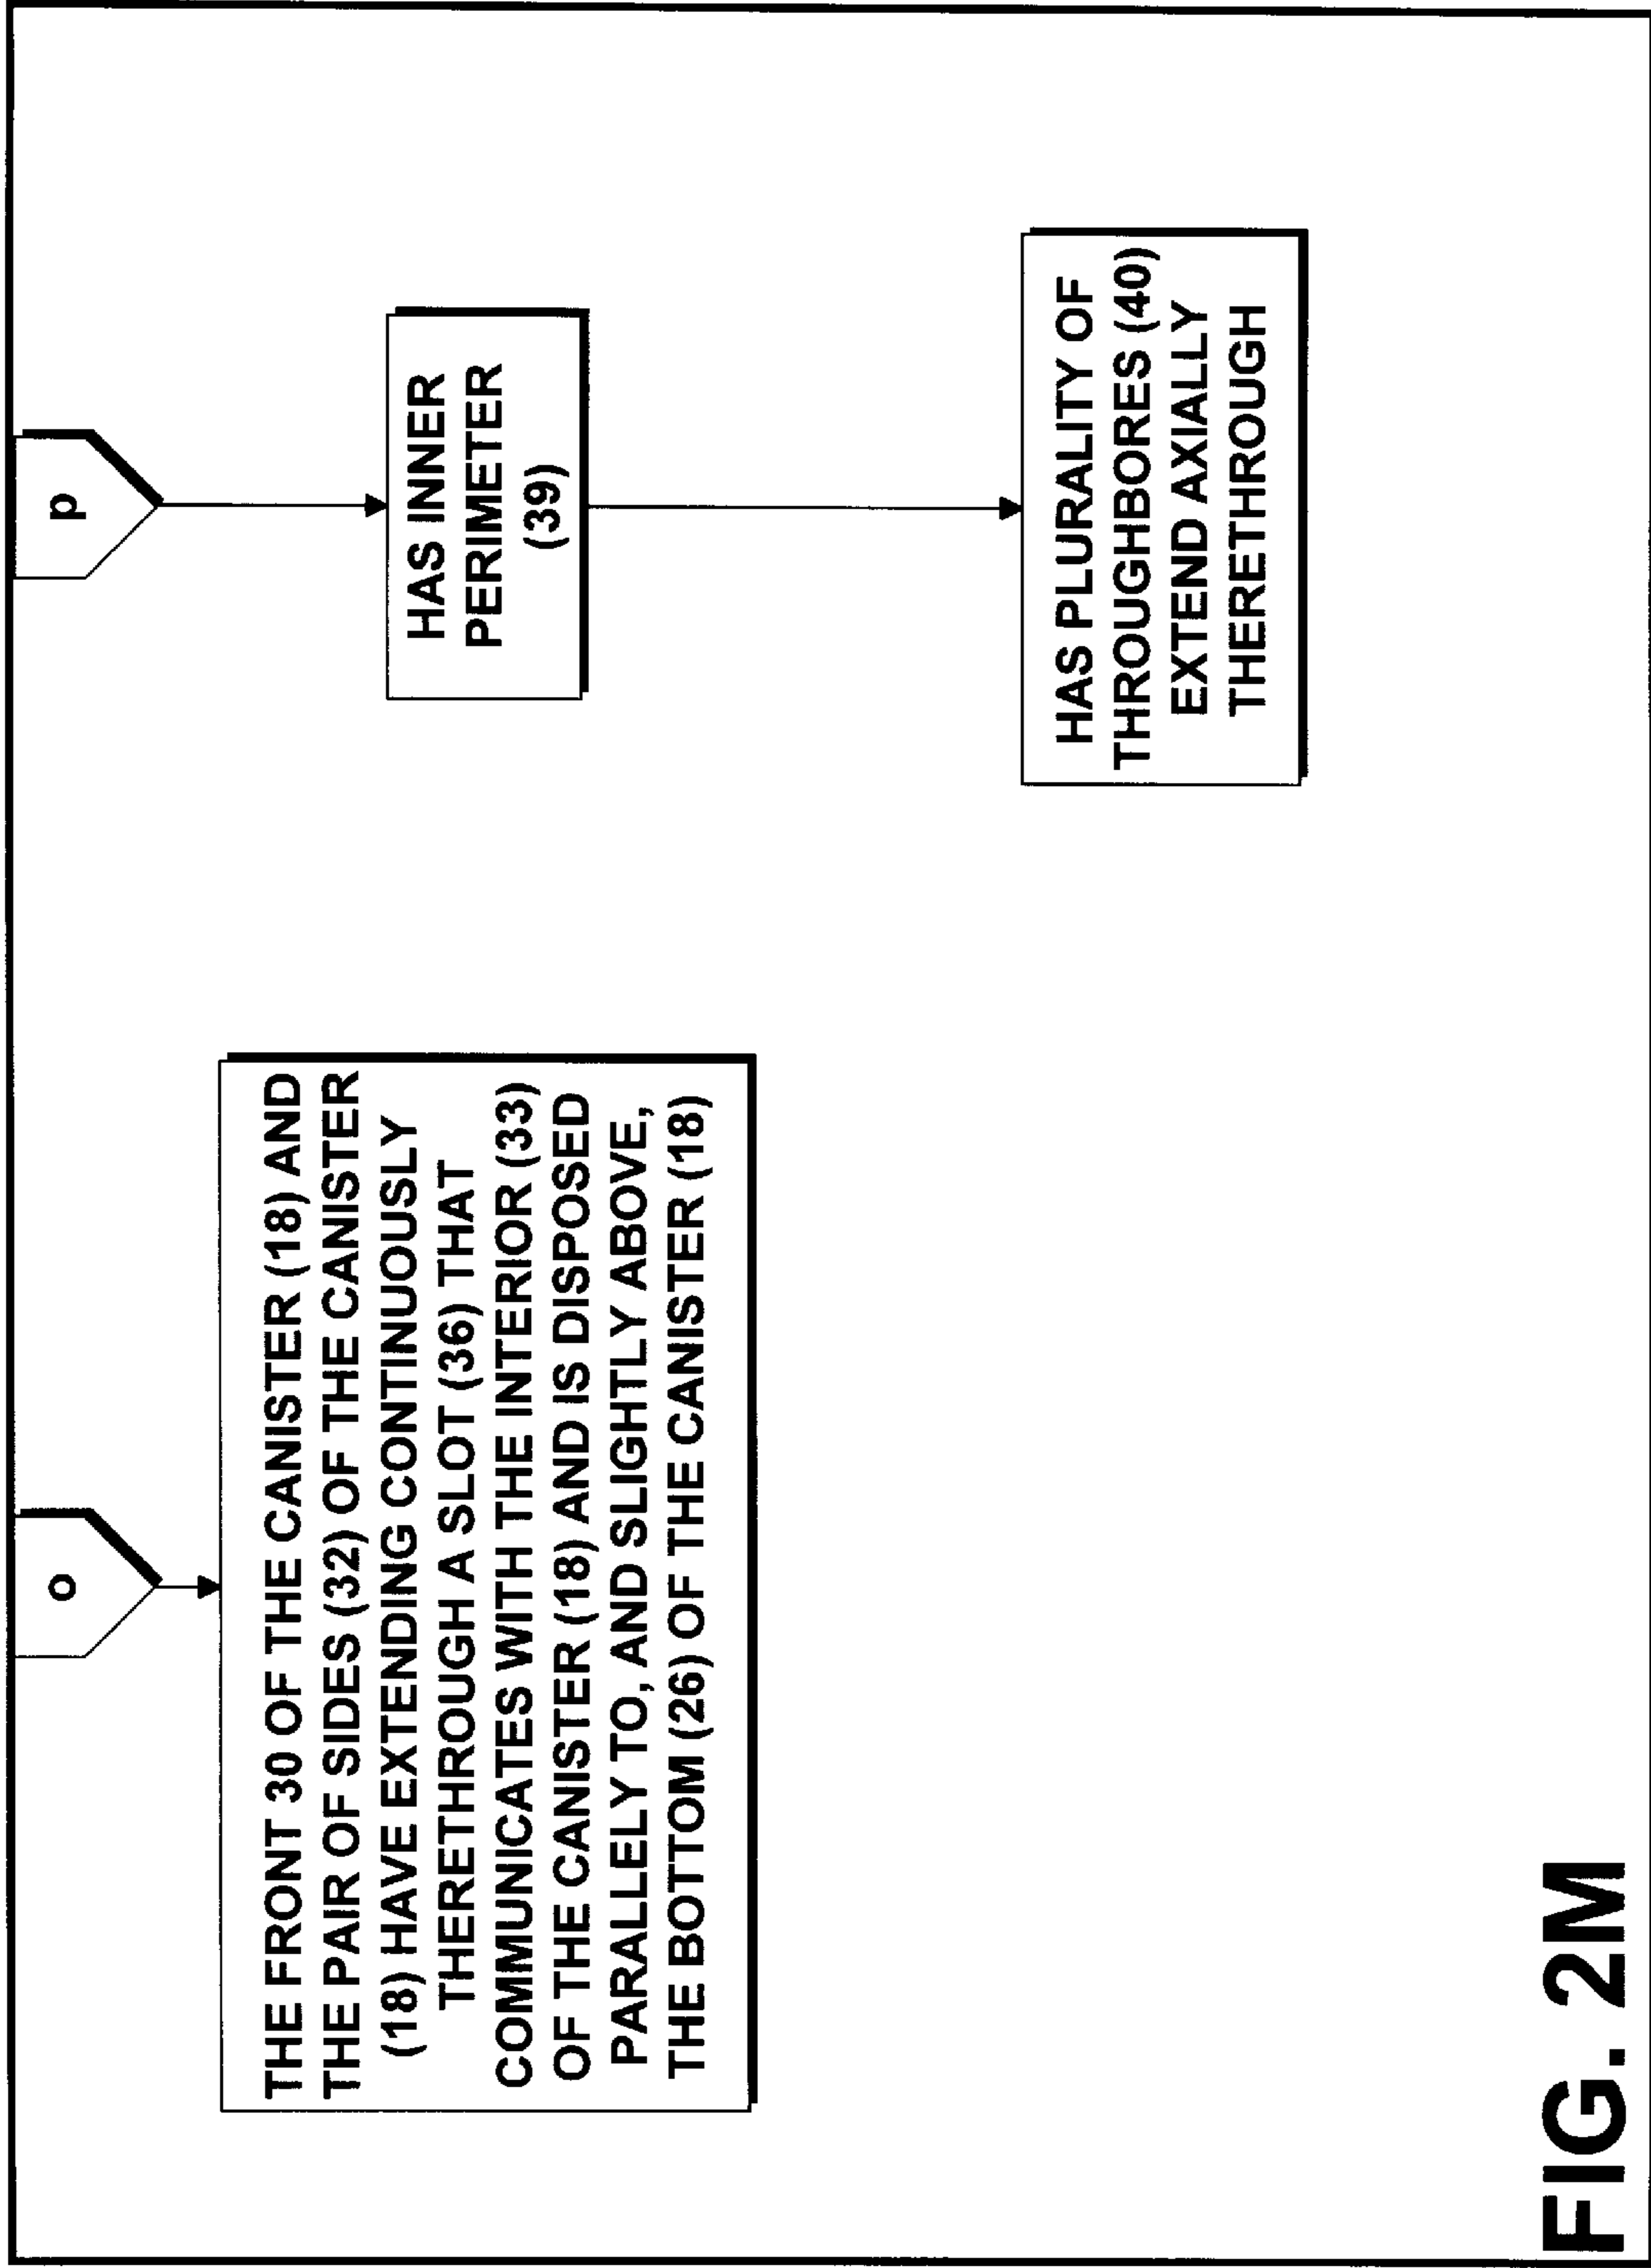 o
THE FRONT 30 OF THE CANISTER (18) AND
THE PAIR OF SIDES (32) OF THE CANISTER
(18) HAVE EXTENDING CONTINUOUSLY
THERETHROUGH A SLOT (36) THAT
COMMUNICATES WITH THE INTERIOR (33)
OF THE CANISTER (18) AND IS DISPOSED
PARALLELY TO, AND SLIGHTLY ABOVE,
THE BOTTOM (26) OF THE CANISTER (18)
p
HAS INNER
PERIMETER
(39)
HAS PLURALITY OF
THROUGHBORES (40)
EXTEND AXIALLY
THERETHROUGH
FIG. 2M